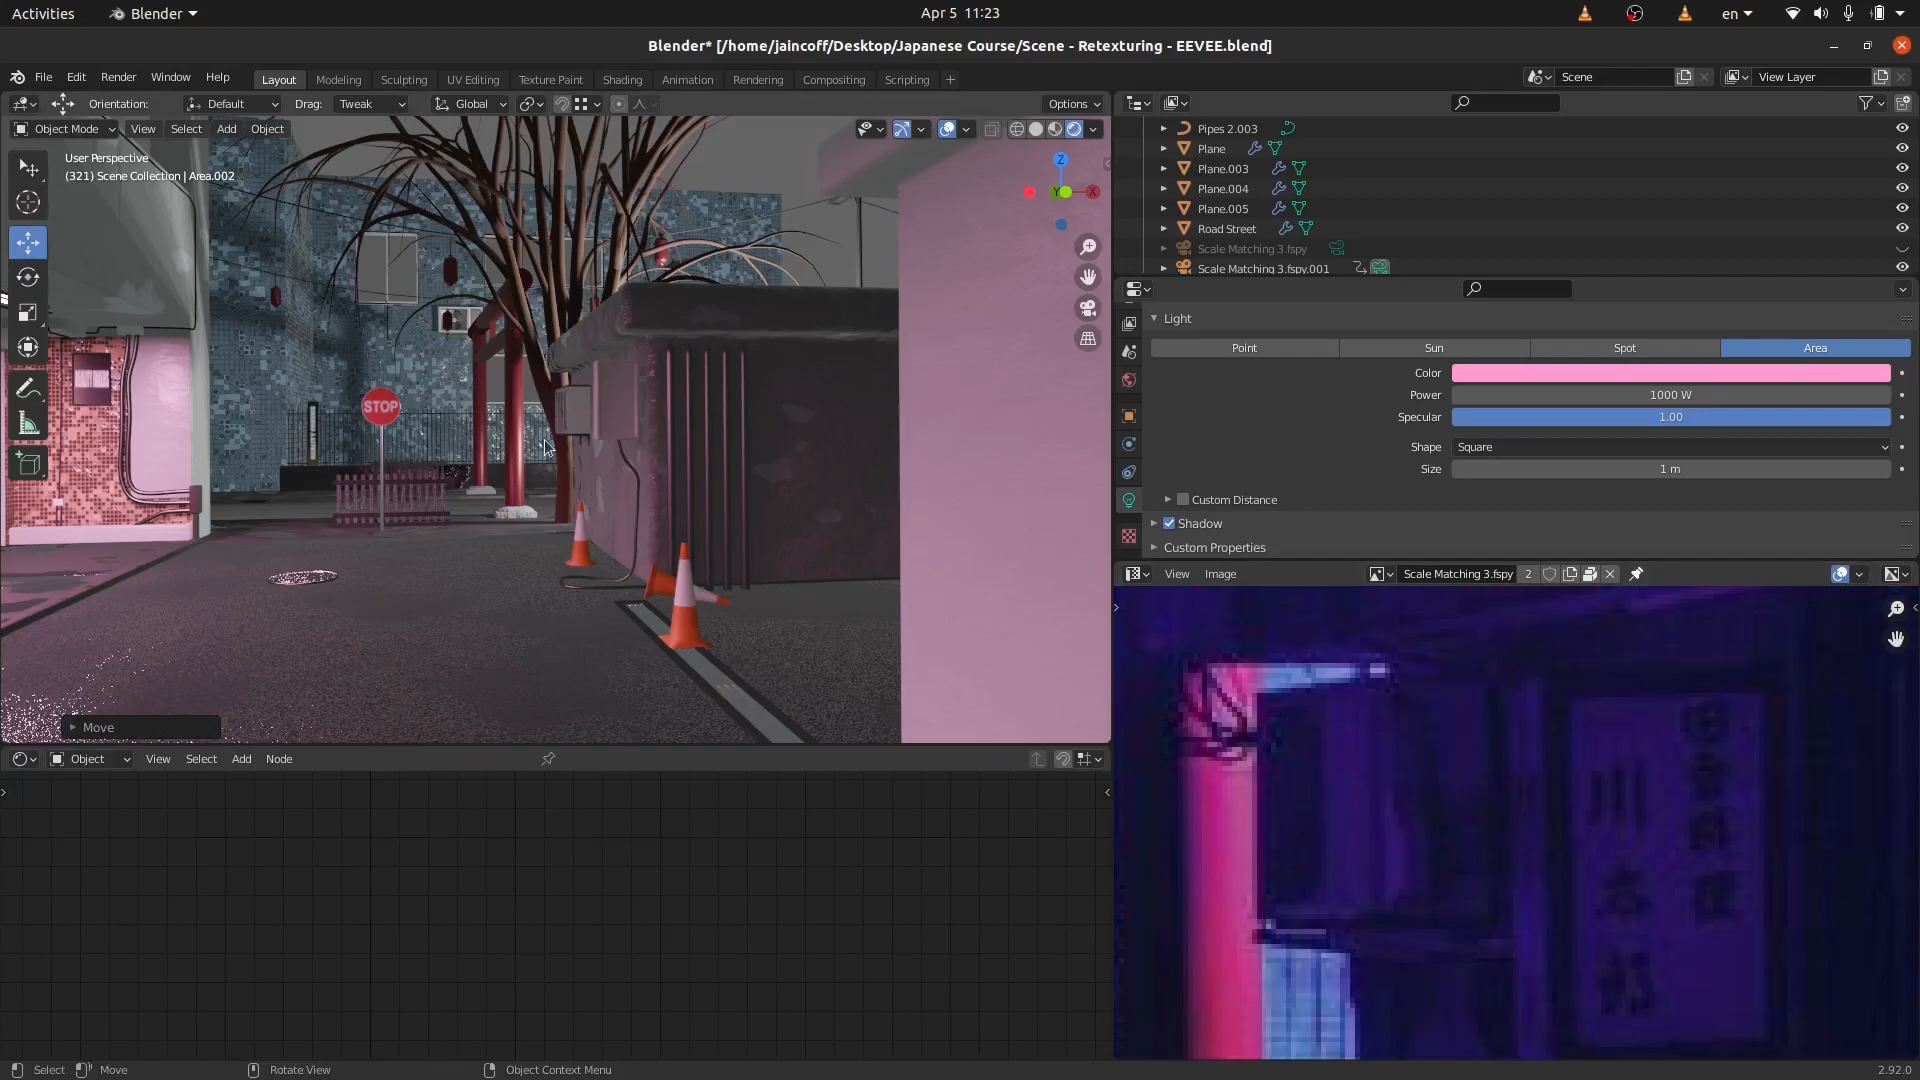 Activities
Blender
Apr 5 11:23
en
Blender* [/home/jaincoff/Desktop/Japanese Course/Scene - Retexturing - EEVEE.blend]
File Edit Render Window Help
Layout Modeling Sculpting UV Editing Texture Paint Shading Animation Rendering Compositing Scripting +
Scene
View Layer
Orientation: Default Drag: Tweak Global Options
Object Mode View Select Add Object
User Perspective
(321) Scene Collection | Area.002
Z
Y
X
STOP
Move
Pipes 2.003
Plane
Plane.003
Plane.004
Plane.005
Road Street
Scale Matching 3.fspy
Scale Matching 3.fspy.001
Light
Point Sun Spot Area
Color
Power 1000 W
Specular 1.00
Shape Square
Size 1 m
Custom Distance
Shadow
Custom Properties
View Image Scale Matching 3.fspy 2
Object View Select Add Node
Select Move Rotate View Object Context Menu
2.92.0